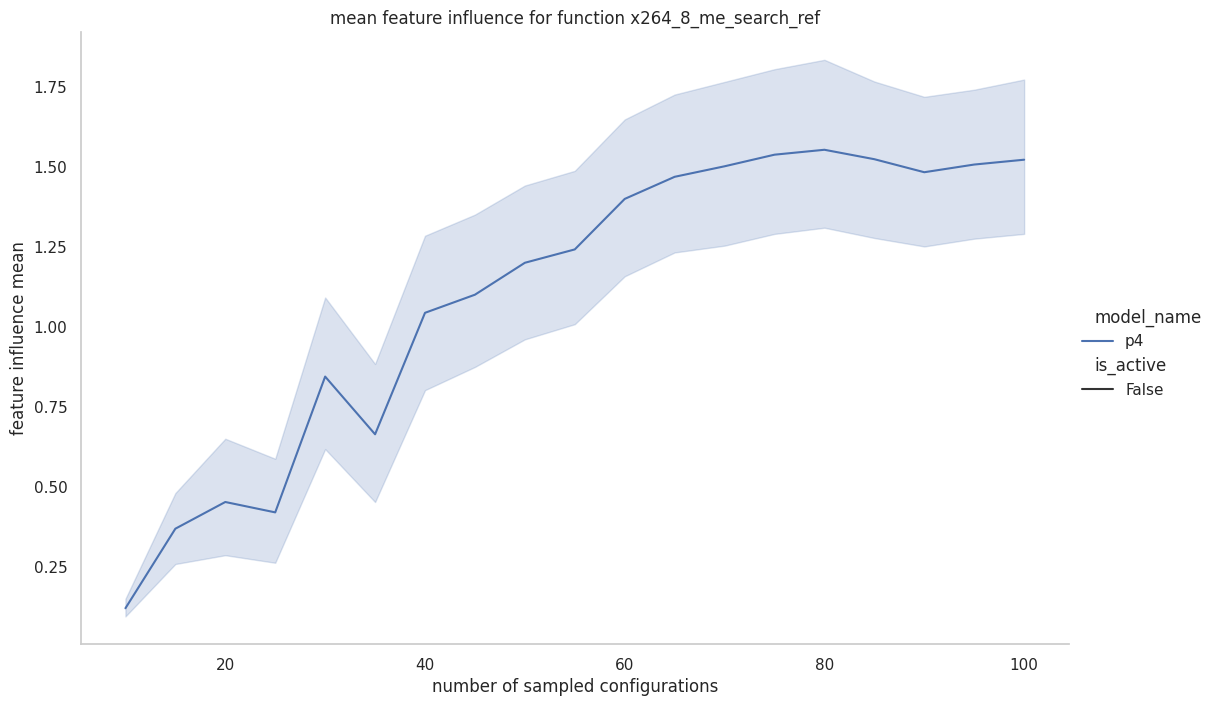 mean feature influence for function x264_8_me_search_ref
1.75
1.50
1.25
1.00
0.75
0.50
0.25
feature influence mean
20
40
60
80
100
number of sampled configurations
model_name
p4
is_active
False